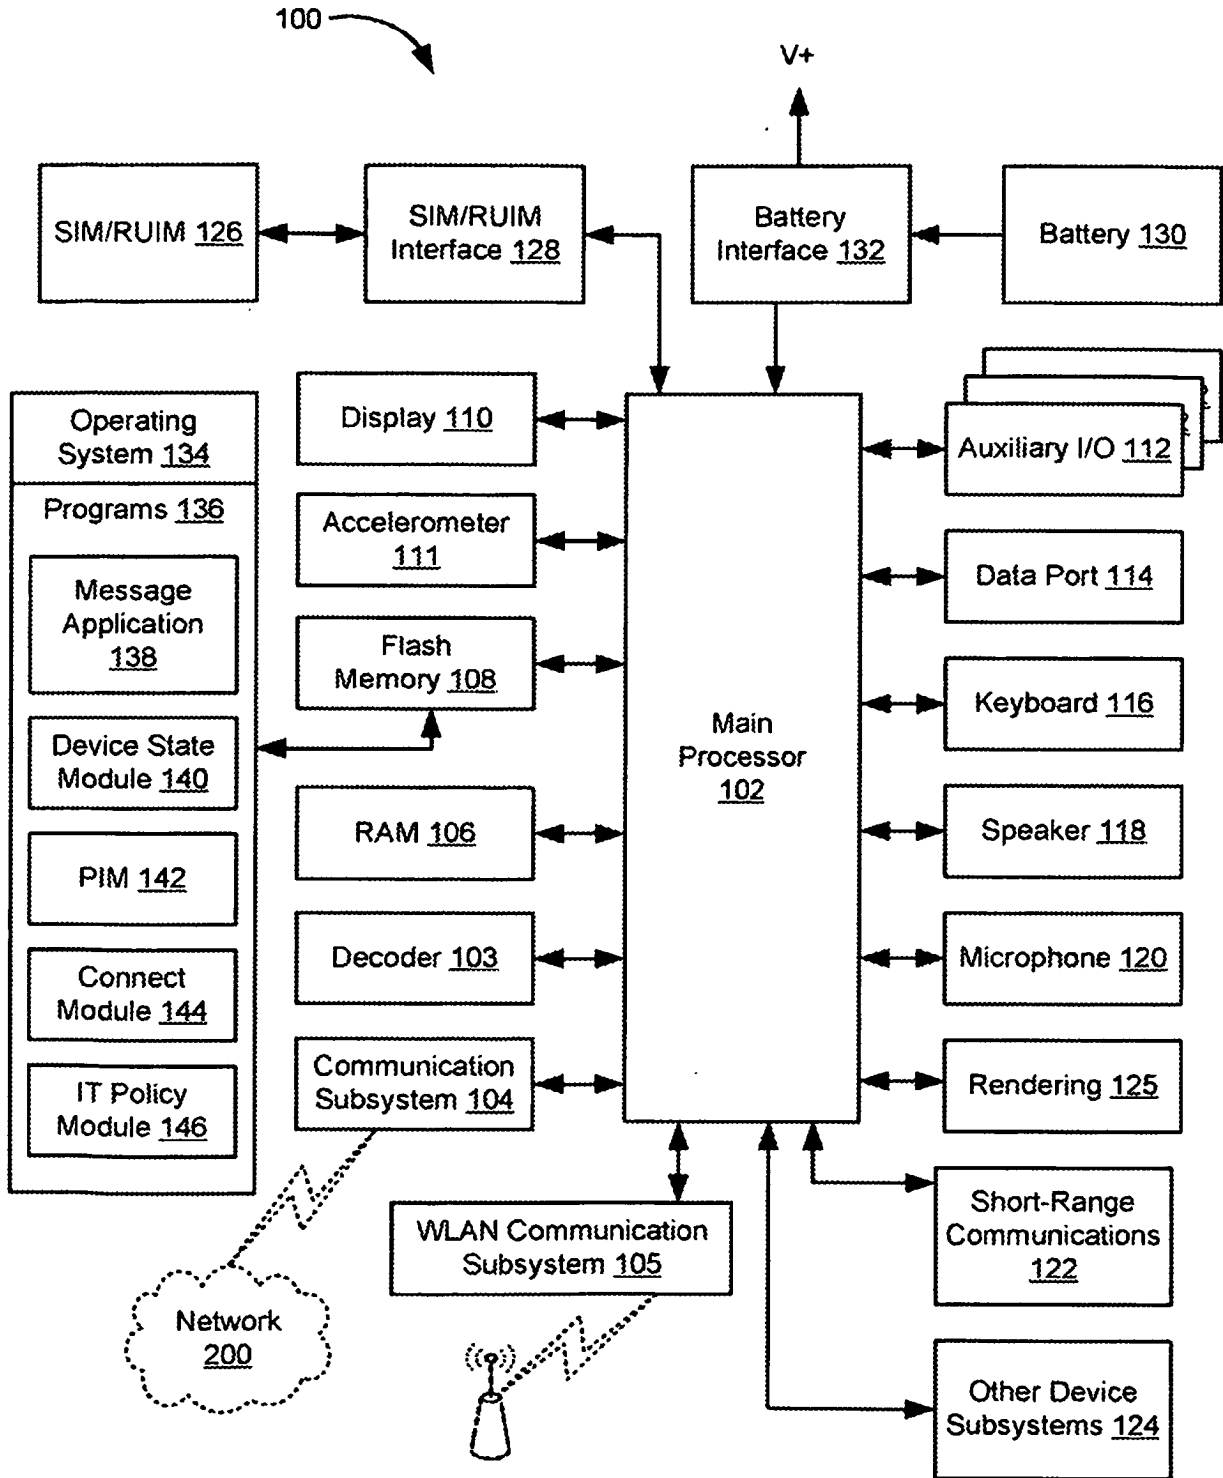 100
V+
SIM/RUIM 126
SIM/RUIM
Interface 128
Battery
Interface 132
Battery 130
Operating
System 134
Programs 136
Message
Application
138
Device State
Module 140
PIM 142
Connect
Module 144
IT Policy
Module 146
Display 110
Accelerometer
111
Flash
Memory 108
RAM 106
Decoder 103
Communication
Subsystem 104
Main
Processor
102
Auxiliary I/O 112
Data Port 114
Keyboard 116
Speaker 118
Microphone 120
Rendering 125
Short-Range
Communications
122
Other Device
Subsystems 124
WLAN Communication
Subsystem 105
Network
200